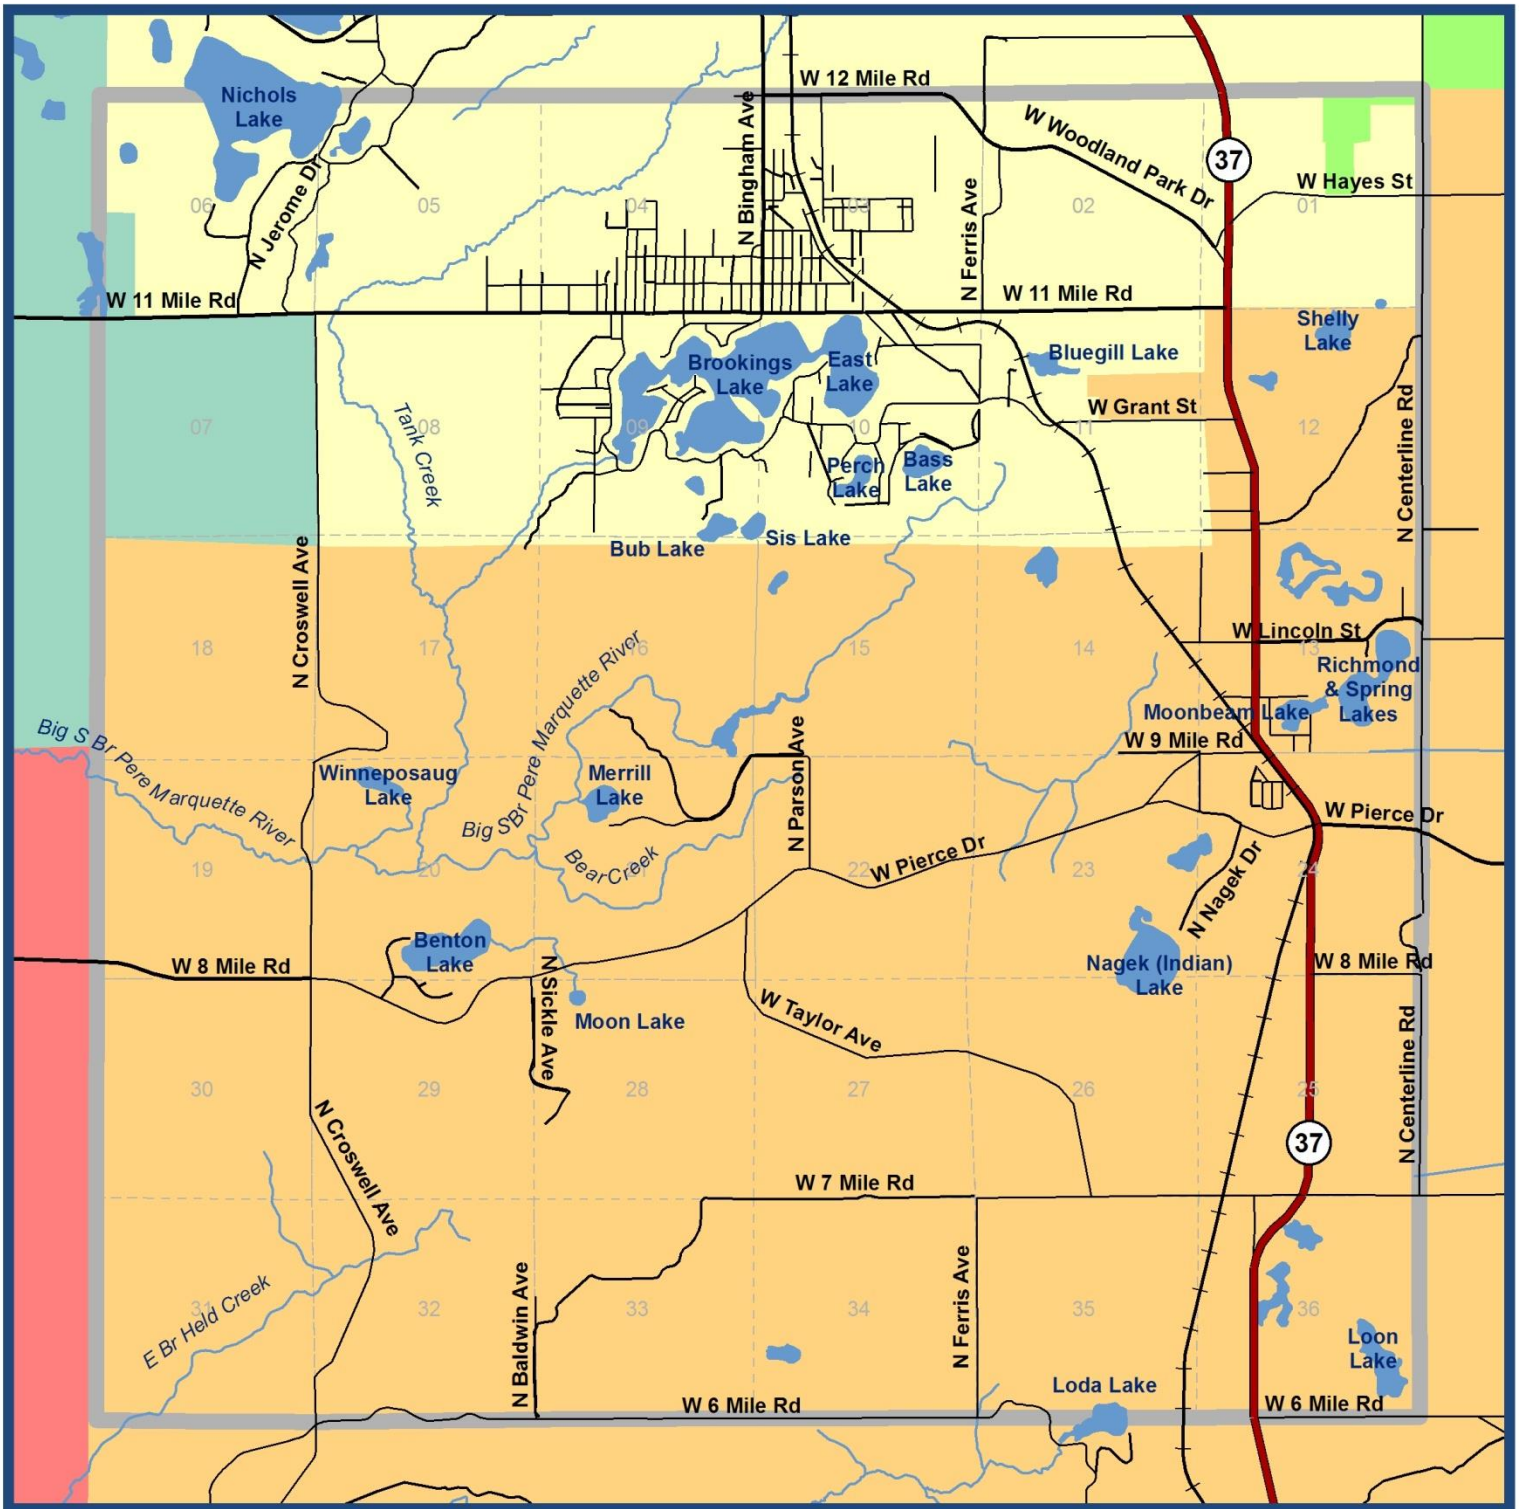 W 12 Mile Rd
Nichols
Lake
N Bingham Ave
W Woodland Park Dr
37
W Hayes St
N Jerome Dr
06
05
04
03
N Ferris Ave
02
01
W 11 Mile Rd
W 11 Mile Rd
Shelly
Lake
Brookings
Lake
East
Lake
Bluegill Lake
W Grant St
N Centerline Rd
07
Tank Creek
08
09
10
11
12
Perch
Lake
Bass
Lake
Bub Lake
Sis Lake
N Croswell Ave
18
17
16
15
14
W Lincoln St
13
Richmond
& Spring
Lakes
Moonbeam Lake
W 9 Mile Rd
Big S Br Pere Marquette River
Big S Br Pere Marquette River
Winneposaug
Lake
Merrill
Lake
N Parson Ave
W Pierce Dr
W Pierce Dr
Bear Creek
19
20
21
22
23
24
N Nagek Dr
Benton
Lake
W 8 Mile Rd
Nagek (Indian)
Lake
W 8 Mile Rd
N Sickle Ave
Moon Lake
W Taylor Ave
N Centerline Rd
30
29
28
27
26
25
N Croswell Ave
37
W 7 Mile Rd
E Br Held Creek
31
32
33
34
35
36
N Baldwin Ave
N Ferris Ave
Loon
Lake
Loda Lake
W 6 Mile Rd
W 6 Mile Rd